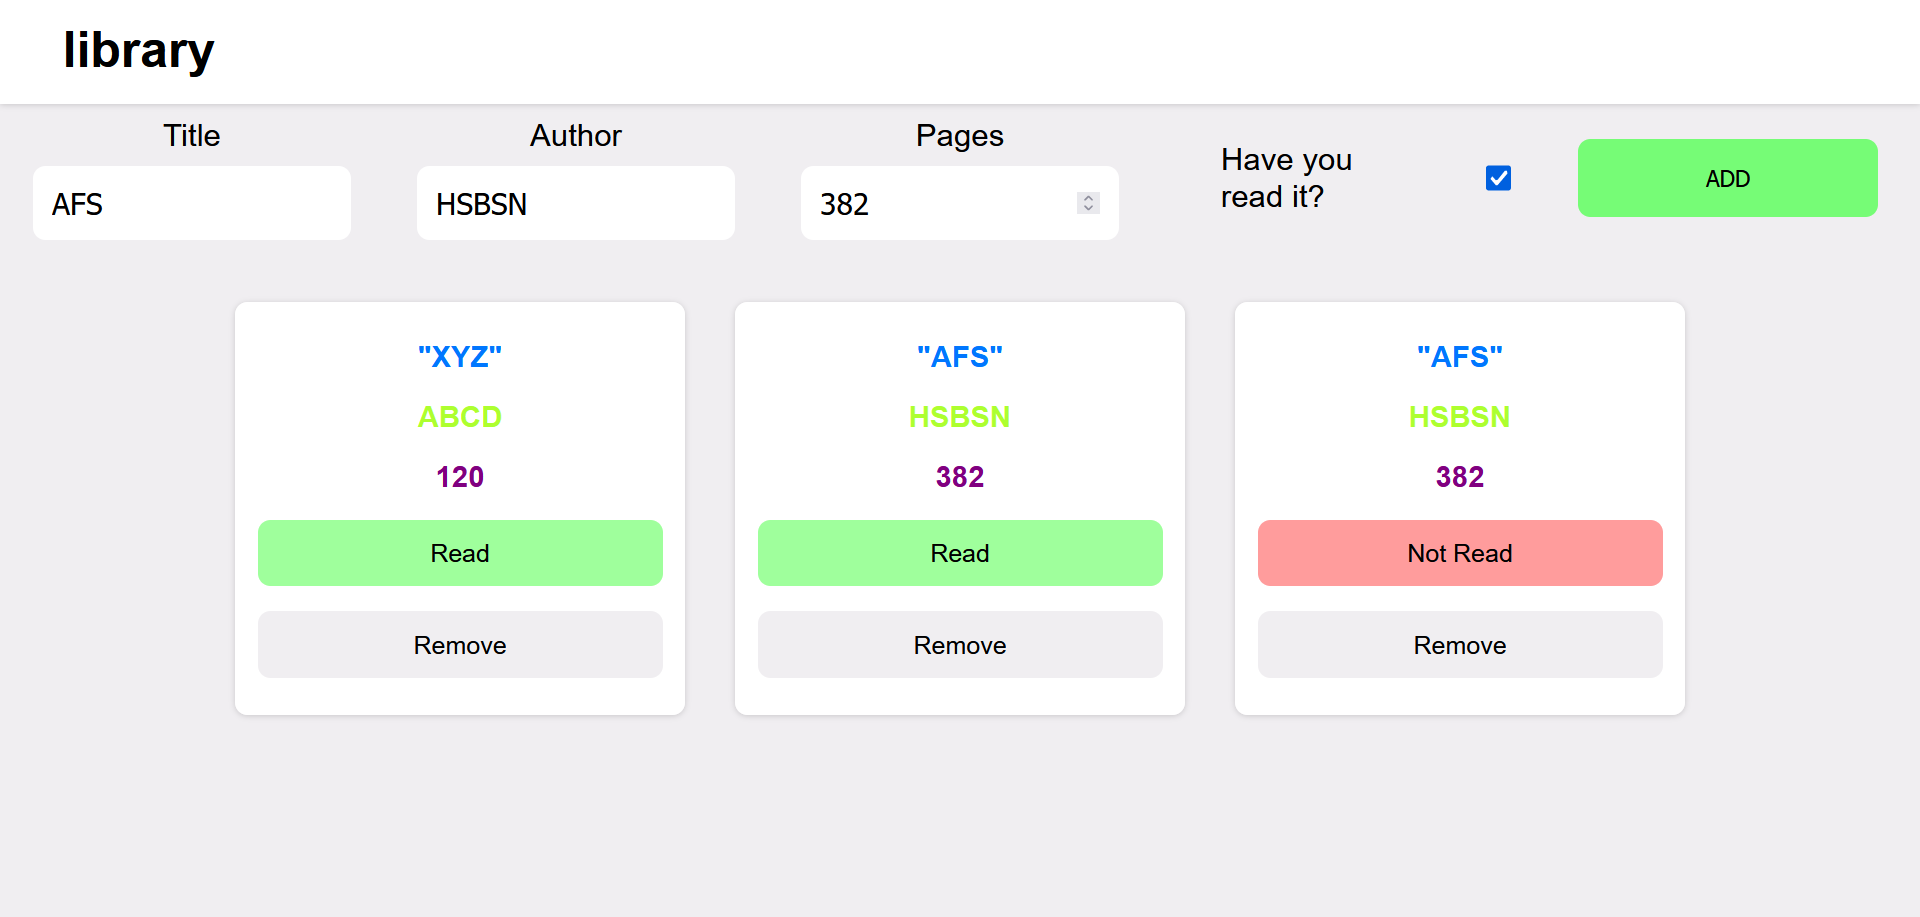 library
Title
Author
Pages
Have you
read it?
AFS
HSBSN
382
ADD
"XYZ"
ABCD
120
Read
Remove
"AFS"
HSBSN
382
Read
Remove
"AFS"
HSBSN
382
Not Read
Remove